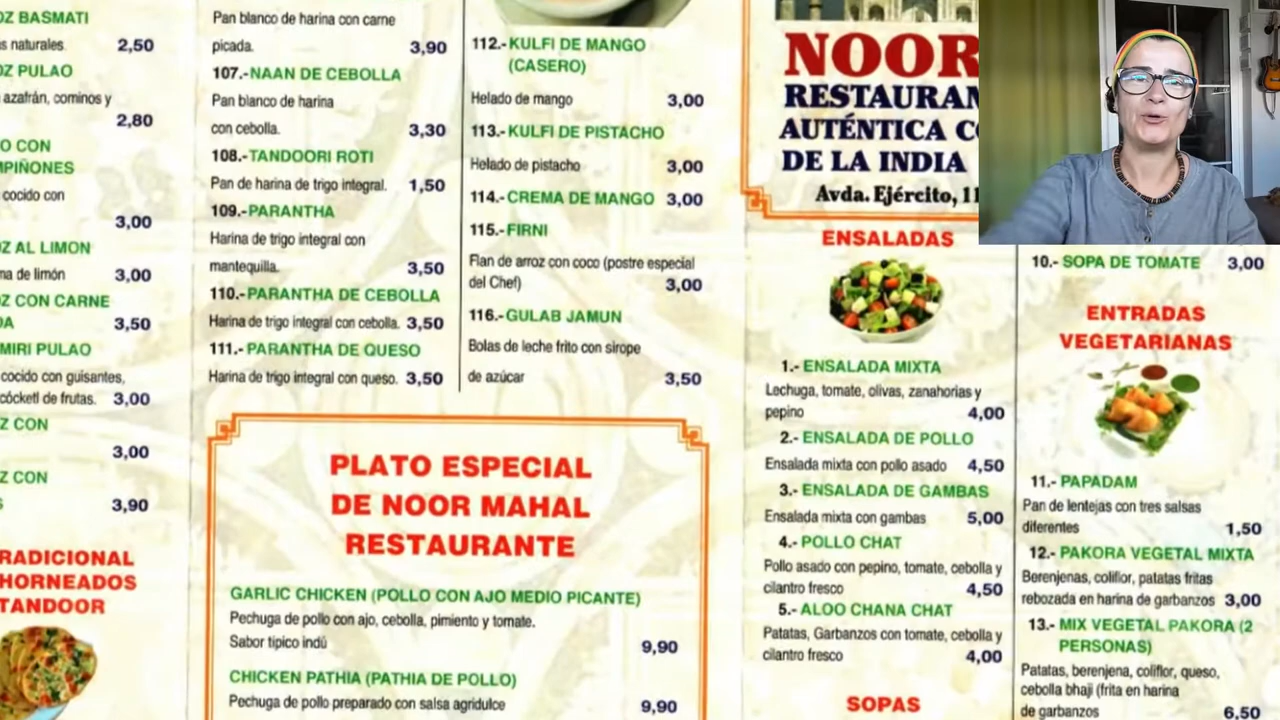 OZ BASMATI
naturales. 2,50
OZ PULAO
azafrán, cominos y
2,80
O CON
MPIÑONES
cocido con
3,00
OZ AL LIMON
de limón 3,00
OZ CON CARNE
3,50
MIRI PULAO
cocido con guisantes,
cócketl de frutas. 3,00
Z CON
3,00
Z CON
3,90
RADICIONAL
HORNEADOS
TANDOOR
Pan blanco de harina con carne
picada. 3,90
107.-NAAN DE CEBOLLA
Pan blanco de harina
con cebolla. 3,30
108.-TANDOORI ROTI
Pan de harina de trigo integral. 1,50
109.-PARANTHA
Harina de trigo integral con
mantequilla. 3,50
110.-PARANTHA DE CEBOLLA
Harina de trigo integral con cebolla. 3,50
111.-PARANTHA DE QUESO
Harina de trigo integral con queso. 3,50
112.-KULFI DE MANGO
(CASERO)
Helado de mango 3,00
113.-KULFI DE PISTACHO
Helado de pistacho 3,00
114.-CREMA DE MANGO 3,00
115.-FIRNI
Flan de arroz con coco (postre especial
del Chef) 3,00
116.-GULAB JAMUN
Bolas de leche frito con sirope
de azúcar 3,50
PLATO ESPECIAL
DE NOOR MAHAL
RESTAURANTE
GARLIC CHICKEN (POLLO CON AJO MEDIO PICANTE)
Pechuga de pollo con ajo, cebolla, pimiento y tomate.
Sabor típico indú 9,90
CHICKEN PATHIA (PATHIA DE POLLO)
Pechuga de pollo preparado con salsa agridulce 9,90
NOOR
RESTAURAN
AUTÉNTICA C
DE LA INDIA
Avda. Ejército, 11
ENSALADAS
1.- ENSALADA MIXTA
Lechuga, tomate, olivas, zanahorias y
pepino 4,00
2.- ENSALADA DE POLLO
Ensalada mixta con pollo asado 4,50
3.- ENSALADA DE GAMBAS
Ensalada mixta con gambas 5,00
4.- POLLO CHAT
Pollo asado con pepino, tomate, cebolla y
cilantro fresco 4,50
5.- ALOO CHANA CHAT
Patatas, Garbanzos con tomate, cebolla y
cilantro fresco 4,00
SOPAS
10.- SOPA DE TOMATE 3,00
ENTRADAS
VEGETARIANAS
11.- PAPADAM
Pan de lentejas con tres salsas
diferentes 1,50
12.- PAKORA VEGETAL MIXTA
Berenjenas, coliflor, patatas fritas
rebozada en harina de garbanzos 3,00
13.- MIX VEGETAL PAKORA (2
PERSONAS)
Patatas, berenjena, coliflor, queso,
cebolla bhaji (frita en harina
de garbanzos 6,50